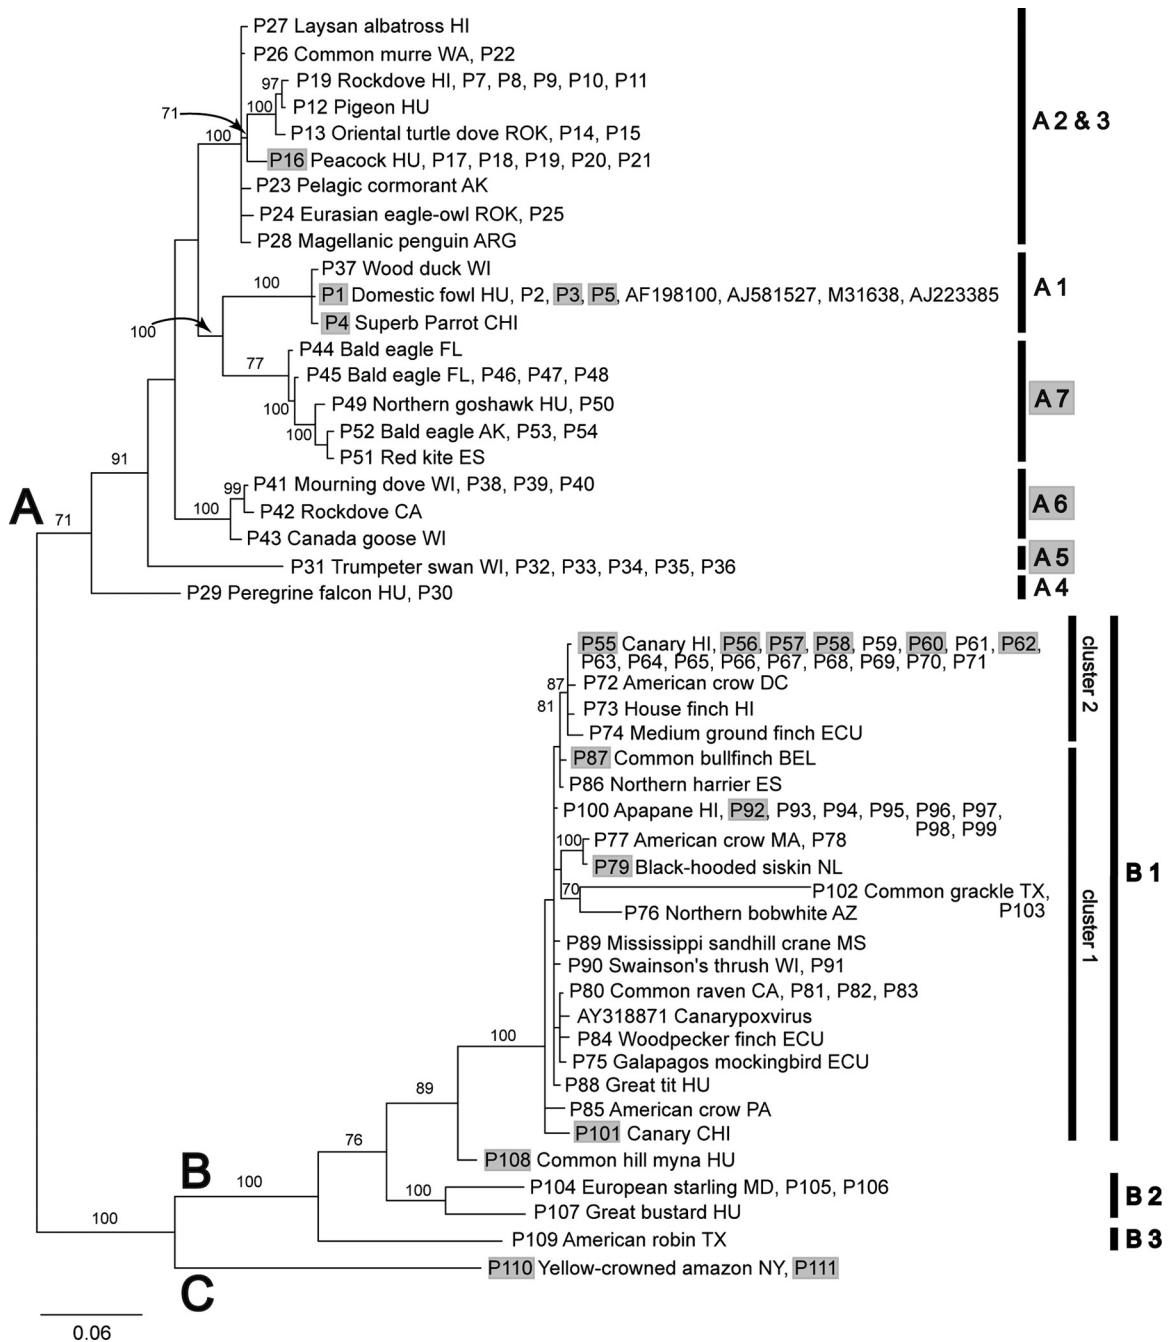 P27 Laysan albatross HI
P26 Common murre WA, P22
97
P19 Rockdove HI, P7, P8, P9, P10, P11
100
P12 Pigeon HU
71
P13 Oriental turtle dove ROK, P14, P15
A 2 & 3
100
P16 Peacock HU, P17, P18, P19, P20, P21
P23 Pelagic cormorant AK
P24 Eurasian eagle-owl ROK, P25
P28 Magellanic penguin ARG
P37 Wood duck WI
100
P1 Domestic fowl HU, P2, P3, P5, AF198100, AJ581527, M31638, AJ223385
A 1
P4 Superb Parrot CHI
100
P44 Bald eagle FL
77
P45 Bald eagle FL, P46, P47, P48
100
P49 Northern goshawk HU, P50
A 7
100
P52 Bald eagle AK, P53, P54
P51 Red kite ES
91
99
P41 Mourning dove WI, P38, P39, P40
100
P42 Rockdove CA
A 6
A
71
P43 Canada goose WI
P31 Trumpeter swan WI, P32, P33, P34, P35, P36
A 5
P29 Peregrine falcon HU, P30
A 4
P55 Canary HI, P56, P57, P58, P59, P60, P61, P62,
P63, P64, P65, P66, P67, P68, P69, P70, P71
cluster 2
87
P72 American crow DC
81
P73 House finch HI
P74 Medium ground finch ECU
P87 Common bullfinch BEL
P86 Northern harrier ES
P100 Apapane HI, P92, P93, P94, P95, P96, P97,
P98, P99
100
P77 American crow MA, P78
P79 Black-hooded siskin NL
B 1
70
P102 Common grackle TX,
P103
P76 Northern bobwhite AZ
cluster 1
P89 Mississippi sandhill crane MS
P90 Swainson's thrush WI, P91
P80 Common raven CA, P81, P82, P83
AY318871 Canarypoxvirus
100
P84 Woodpecker finch ECU
P75 Galapagos mockingbird ECU
P88 Great tit HU
89
P85 American crow PA
P101 Canary CHI
76
P108 Common hill myna HU
B
100
100
P104 European starling MD, P105, P106
B 2
P107 Great bustard HU
100
P109 American robin TX
B 3
P110 Yellow-crowned amazon NY, P111
C
0.06